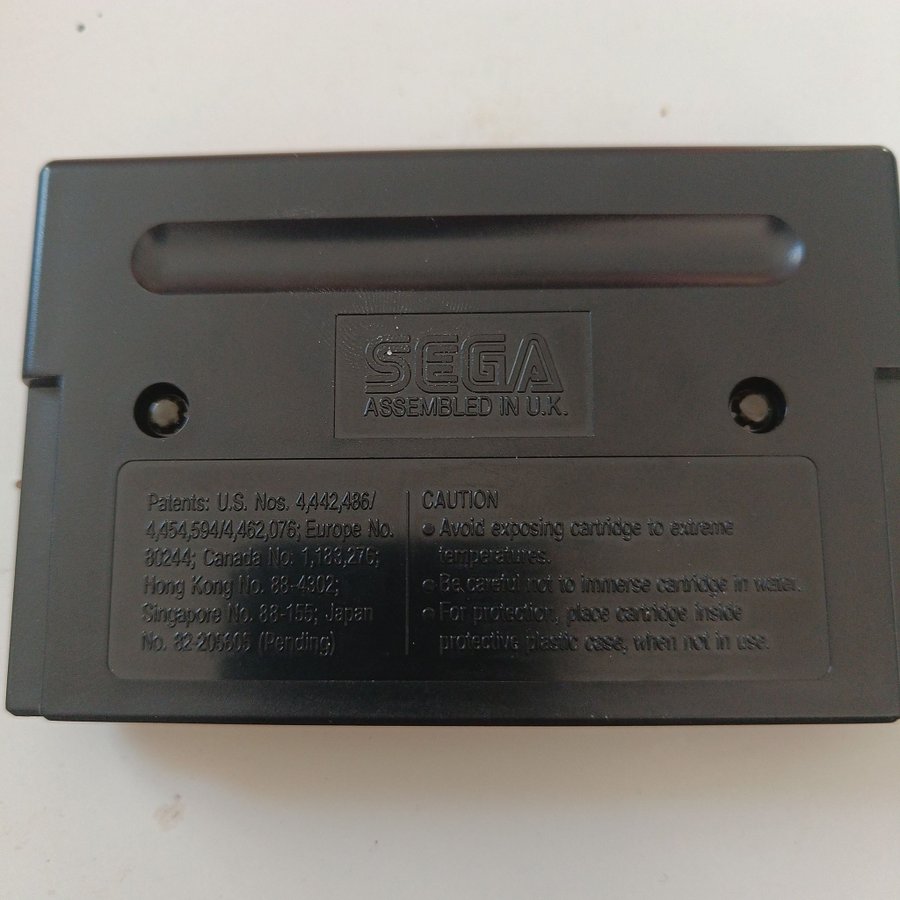 SEGA
ASSEMBLED IN U.K.
Patents: U.S. Nos. 4,442,486/
4,454,594/4,462,076; Europe No.
80244; Canada No. 1,183,276;
Hong Kong No. 88-4302;
Singapore No. 88-155; Japan
No. 82-205605 (Pending)
CAUTION
● Avoid exposing cartridge to extreme
temperatures.
● Be careful not to immerse cartridge in water.
● For protection, place cartridge inside
protective plastic case, when not in use.